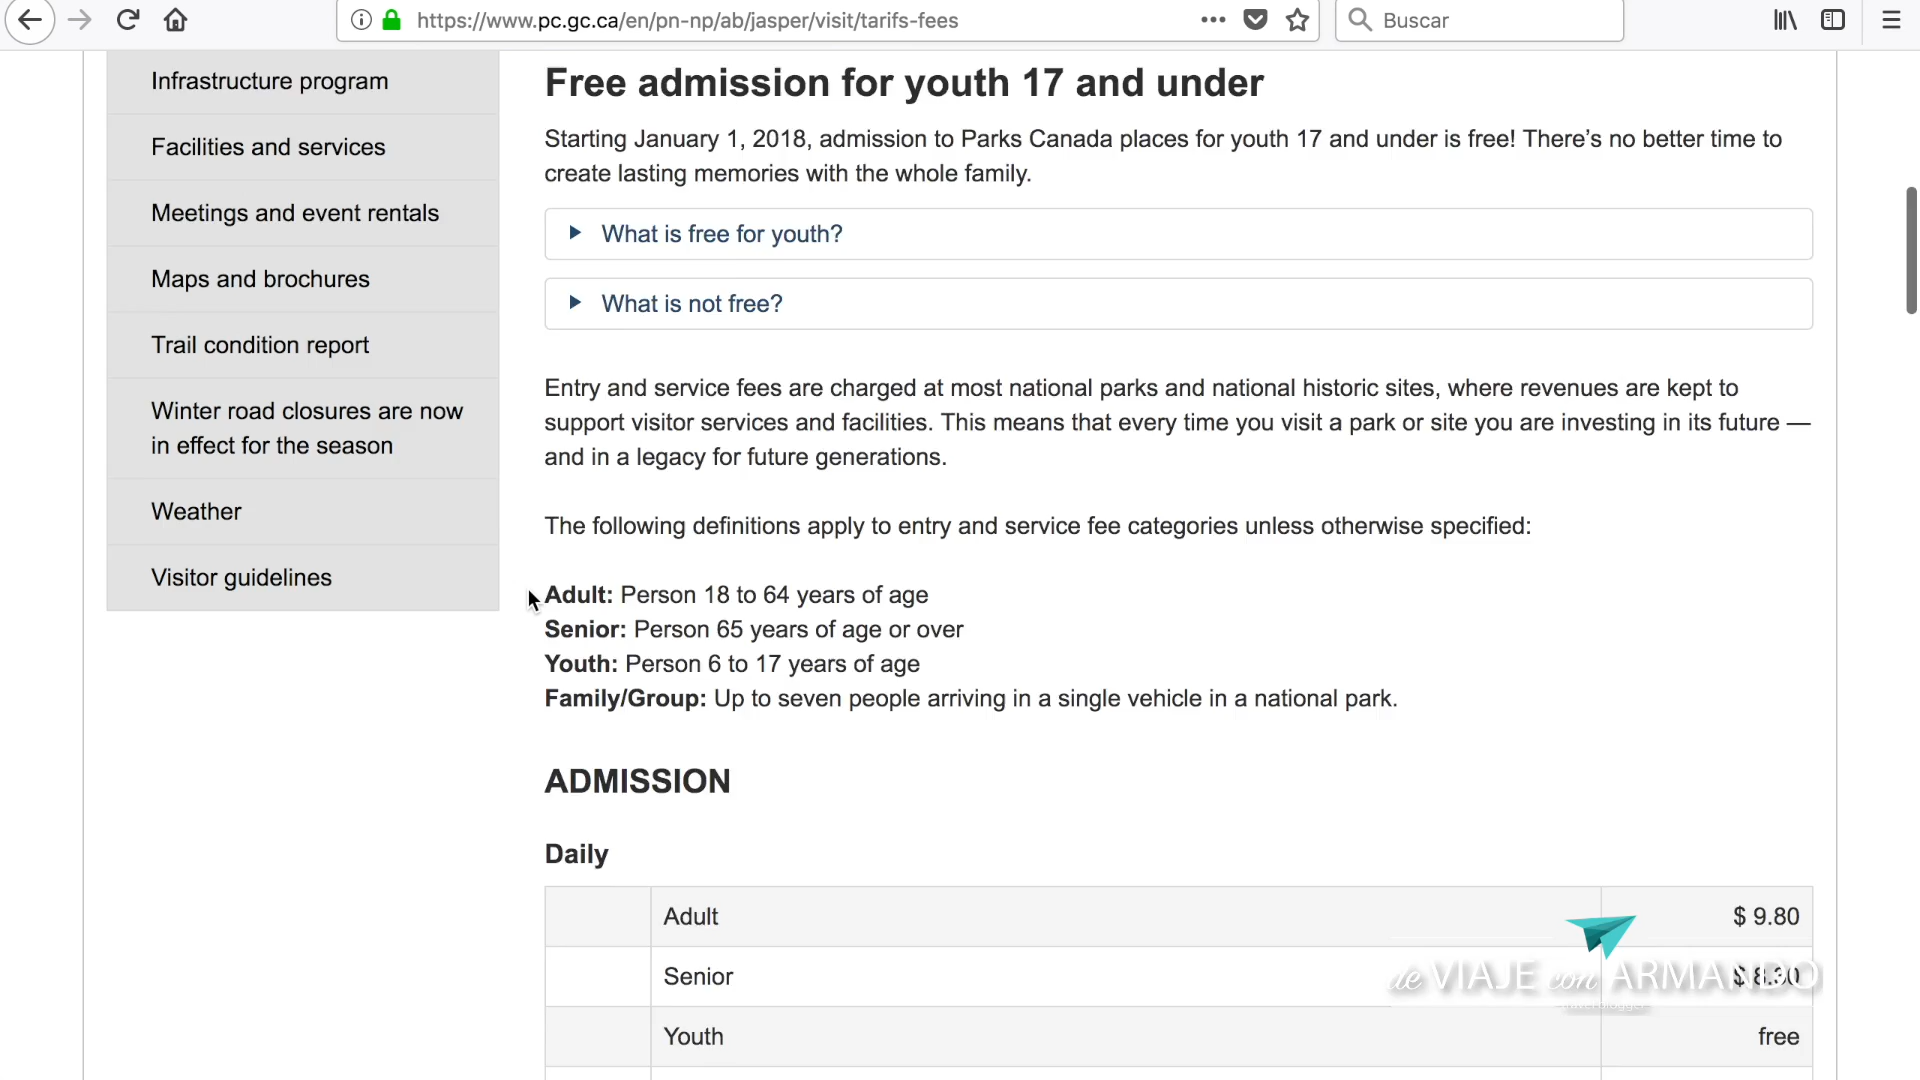 https://www.pc.gc.ca/en/pn-np/ab/jasper/visit/tarifs-fees
Buscar
Infrastructure program
Facilities and services
Meetings and event rentals
Maps and brochures
Trail condition report
Winter road closures are now
in effect for the season
Weather
Visitor guidelines
Free admission for youth 17 and under
Starting January 1, 2018, admission to Parks Canada places for youth 17 and under is free! There’s no better time to
create lasting memories with the whole family.
What is free for youth?
What is not free?
Entry and service fees are charged at most national parks and national historic sites, where revenues are kept to
support visitor services and facilities. This means that every time you visit a park or site you are investing in its future —
and in a legacy for future generations.
The following definitions apply to entry and service fee categories unless otherwise specified:
Adult: Person 18 to 64 years of age
Senior: Person 65 years of age or over
Youth: Person 6 to 17 years of age
Family/Group: Up to seven people arriving in a single vehicle in a national park.
ADMISSION
Daily
Adult $ 9.80
Senior $ 8.30
de VIAJE con ARMANDO
Youth free